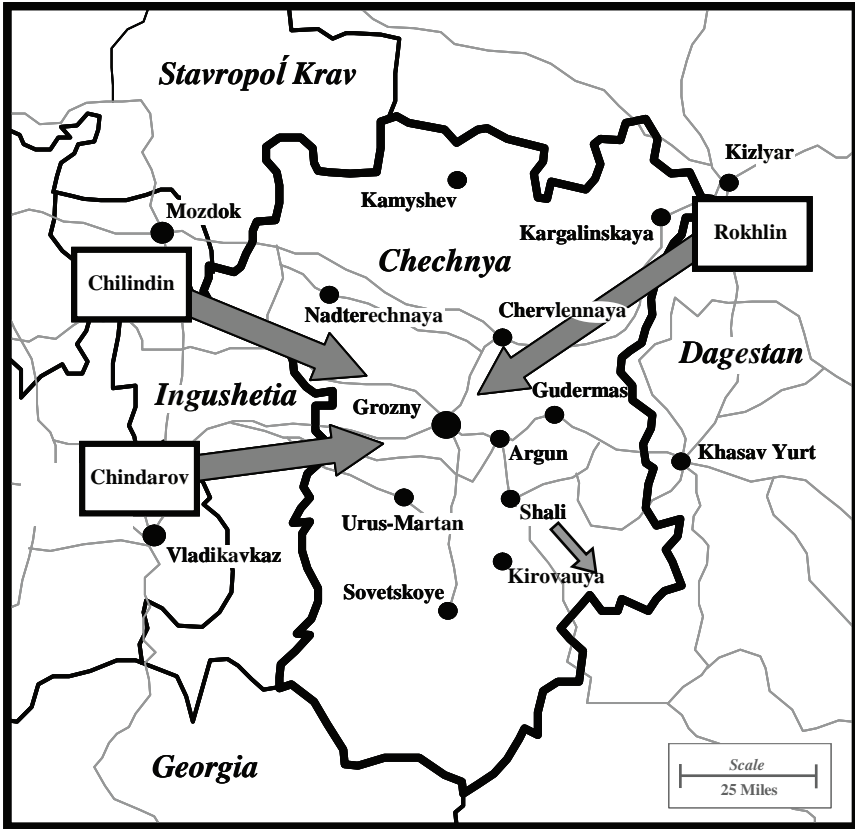 Stavropoĺ Krav
Kizlyar
Kamyshev
Mozdok
Kargalinskaya
Rokhlin
Chechnya
Chilindin
Nadterechnaya
Chervlennaya
Dagestan
Ingushetia
Gudermas
Grozny
Argun
Khasav Yurt
Chindarov
Urus-Martan
Shali
Vladikavkaz
Kirovauya
Sovetskoye
Georgia
Scale
25 Miles